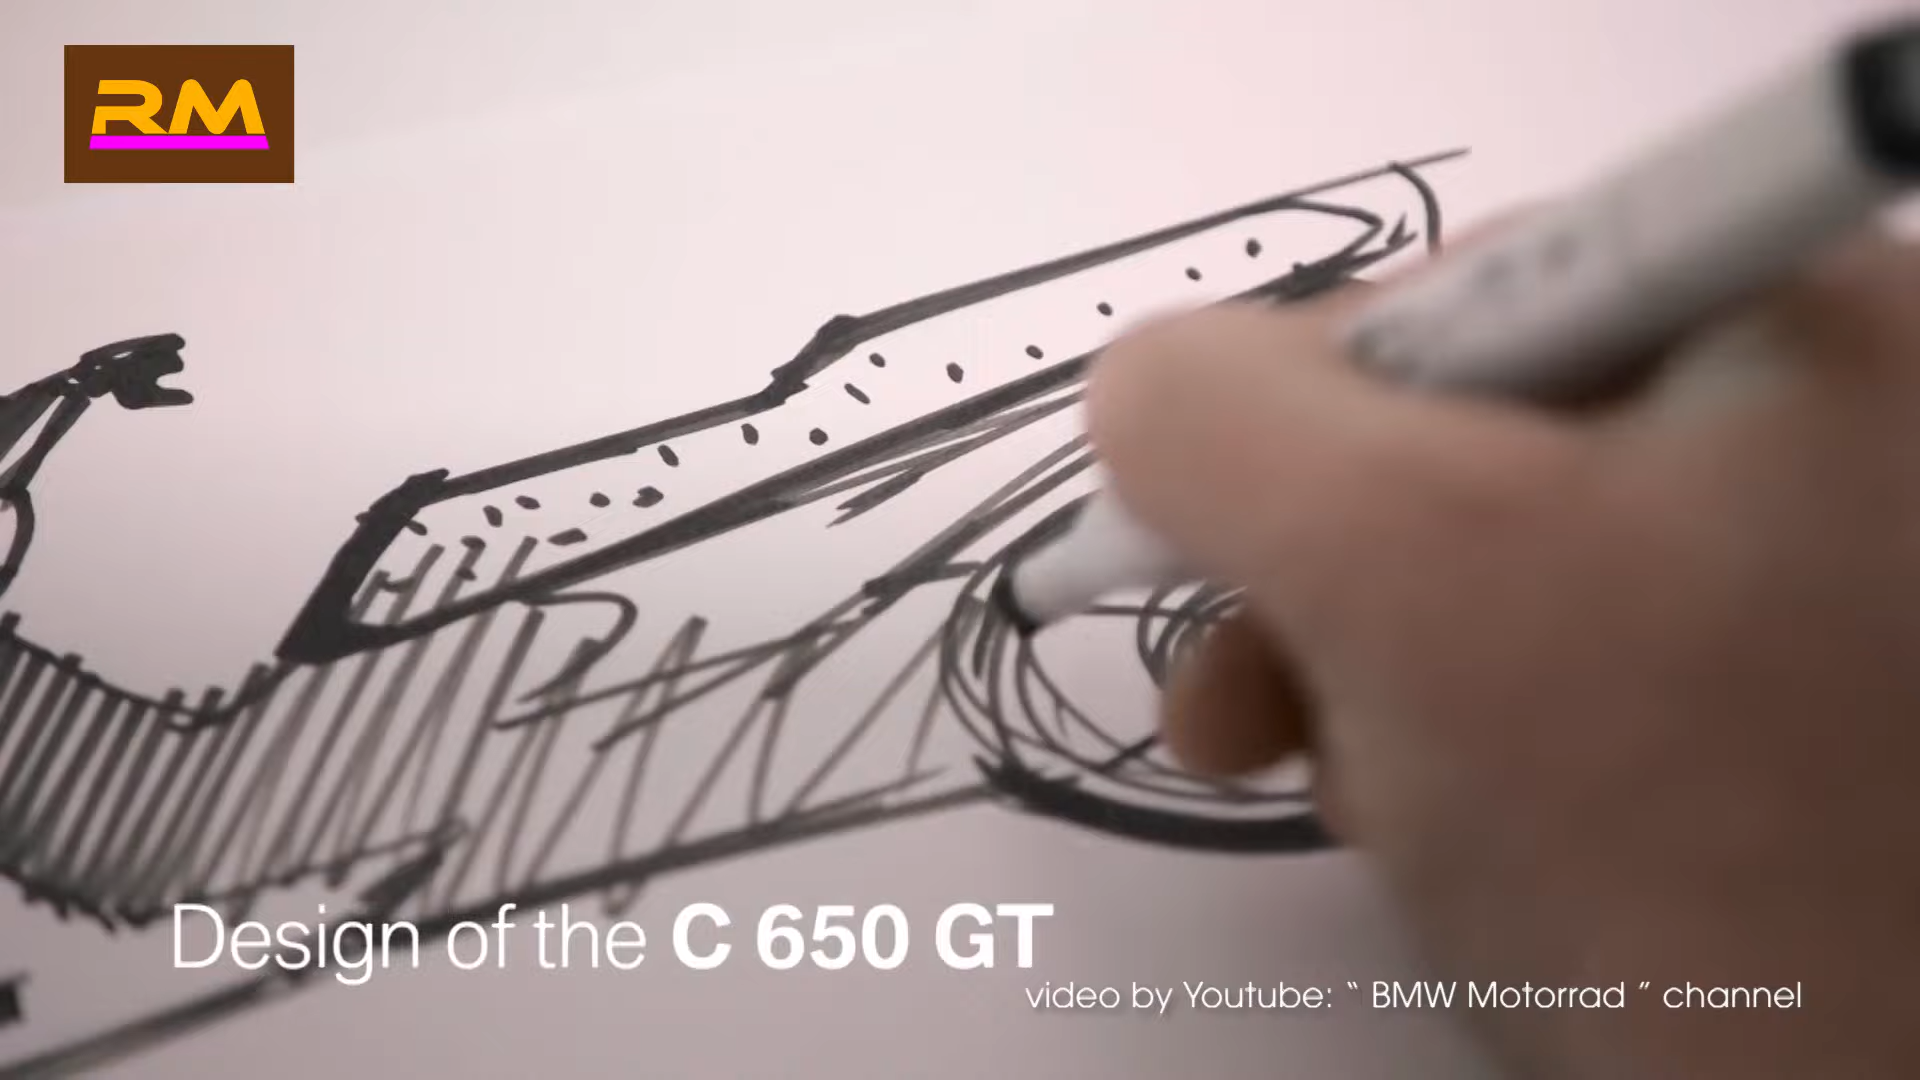 RM
Design of the C 650 GT
video by Youtube: “ BMW Motorrad ” channel